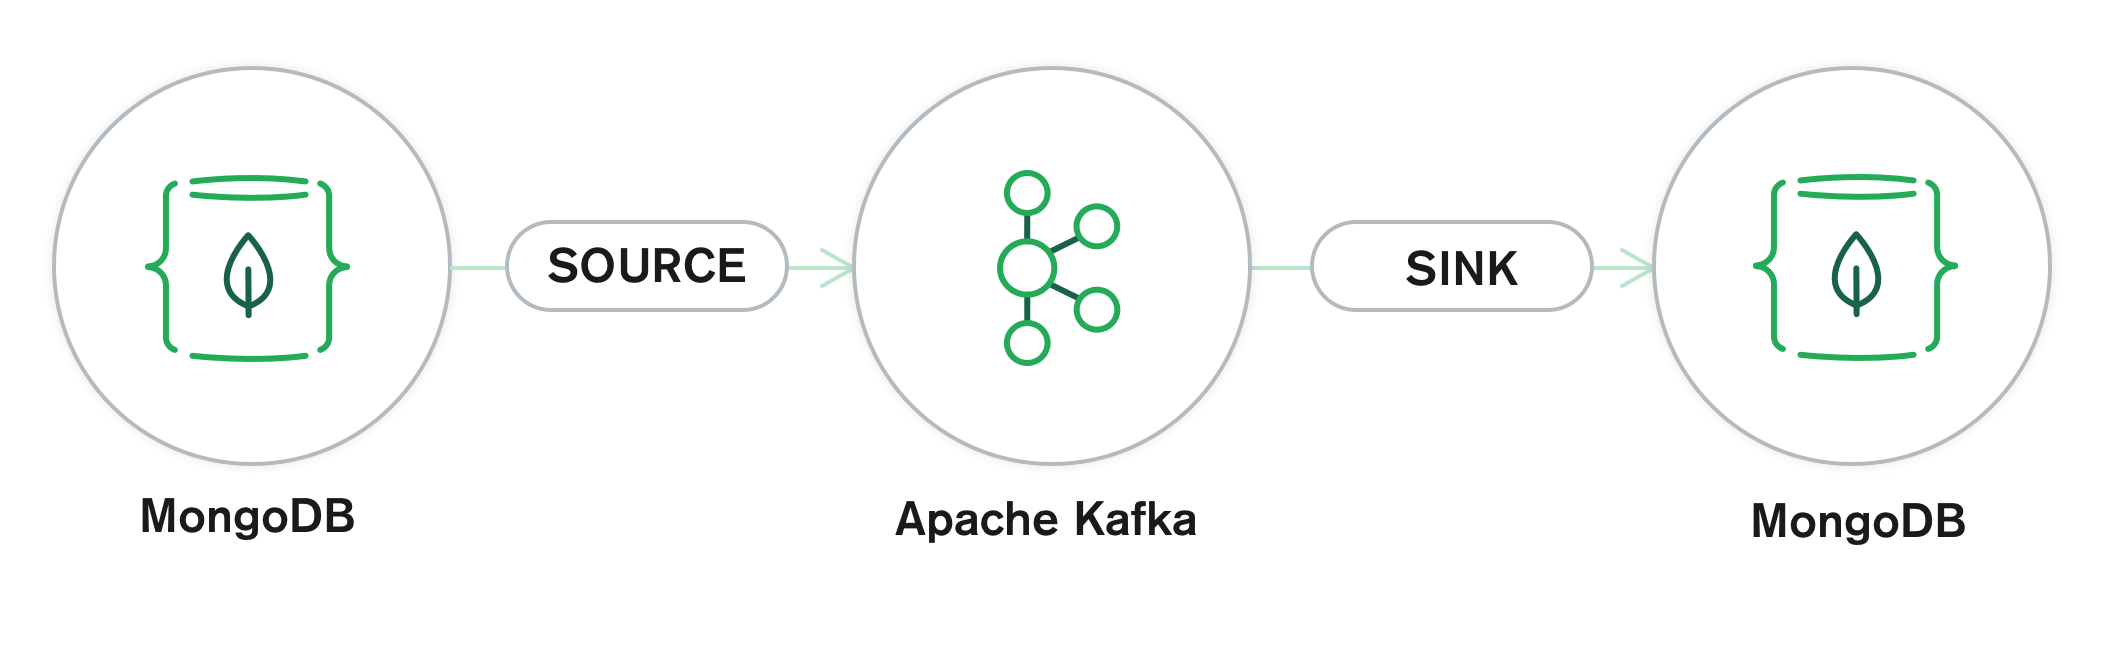 SOURCE
SINK
MongoDB
Apache Kafka
MongoDB